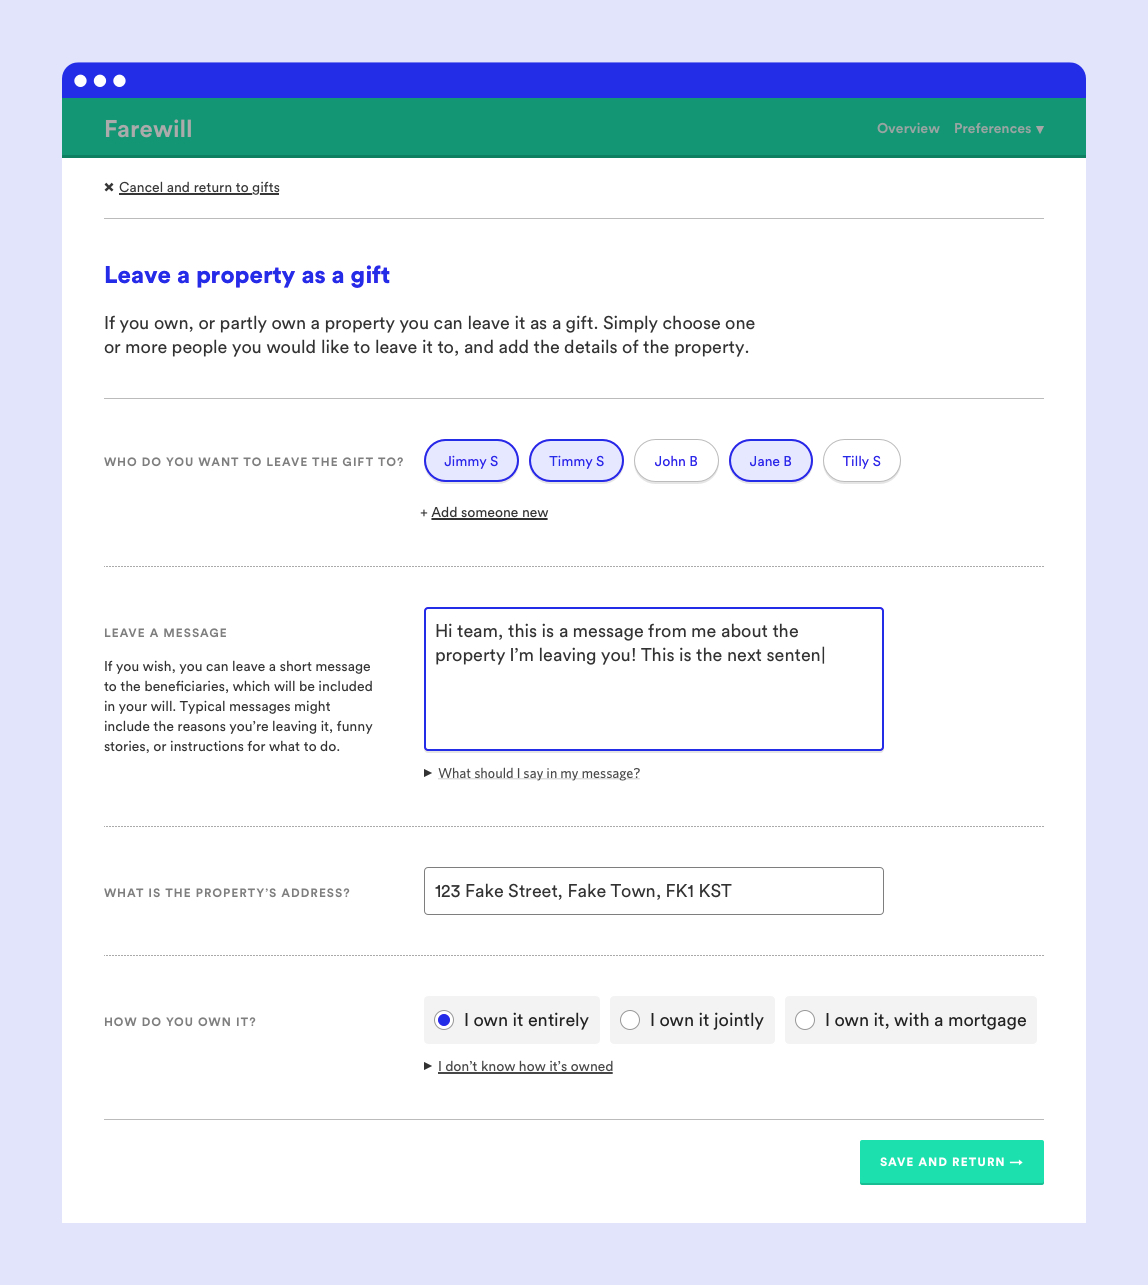 Farewill
Overview Preferences ▼
✖ Cancel and return to gifts
Leave a property as a gift
If you own, or partly own a property you can leave it as a gift. Simply choose one
or more people you would like to leave it to, and add the details of the property.
WHO DO YOU WANT TO LEAVE THE GIFT TO?
Jimmy S
Timmy S
John B
Jane B
Tilly S
+ Add someone new
LEAVE A MESSAGE
If you wish, you can leave a short message
to the beneficiaries, which will be included
in your will. Typical messages might
include the reasons you’re leaving it, funny
stories, or instructions for what to do.
Hi team, this is a message from me about the
property I’m leaving you! This is the next senten|
▶ What should I say in my message?
WHAT IS THE PROPERTY’S ADDRESS?
123 Fake Street, Fake Town, FK1 KST
HOW DO YOU OWN IT?
I own it entirely
I own it jointly
I own it, with a mortgage
▶ I don’t know how it’s owned
SAVE AND RETURN →